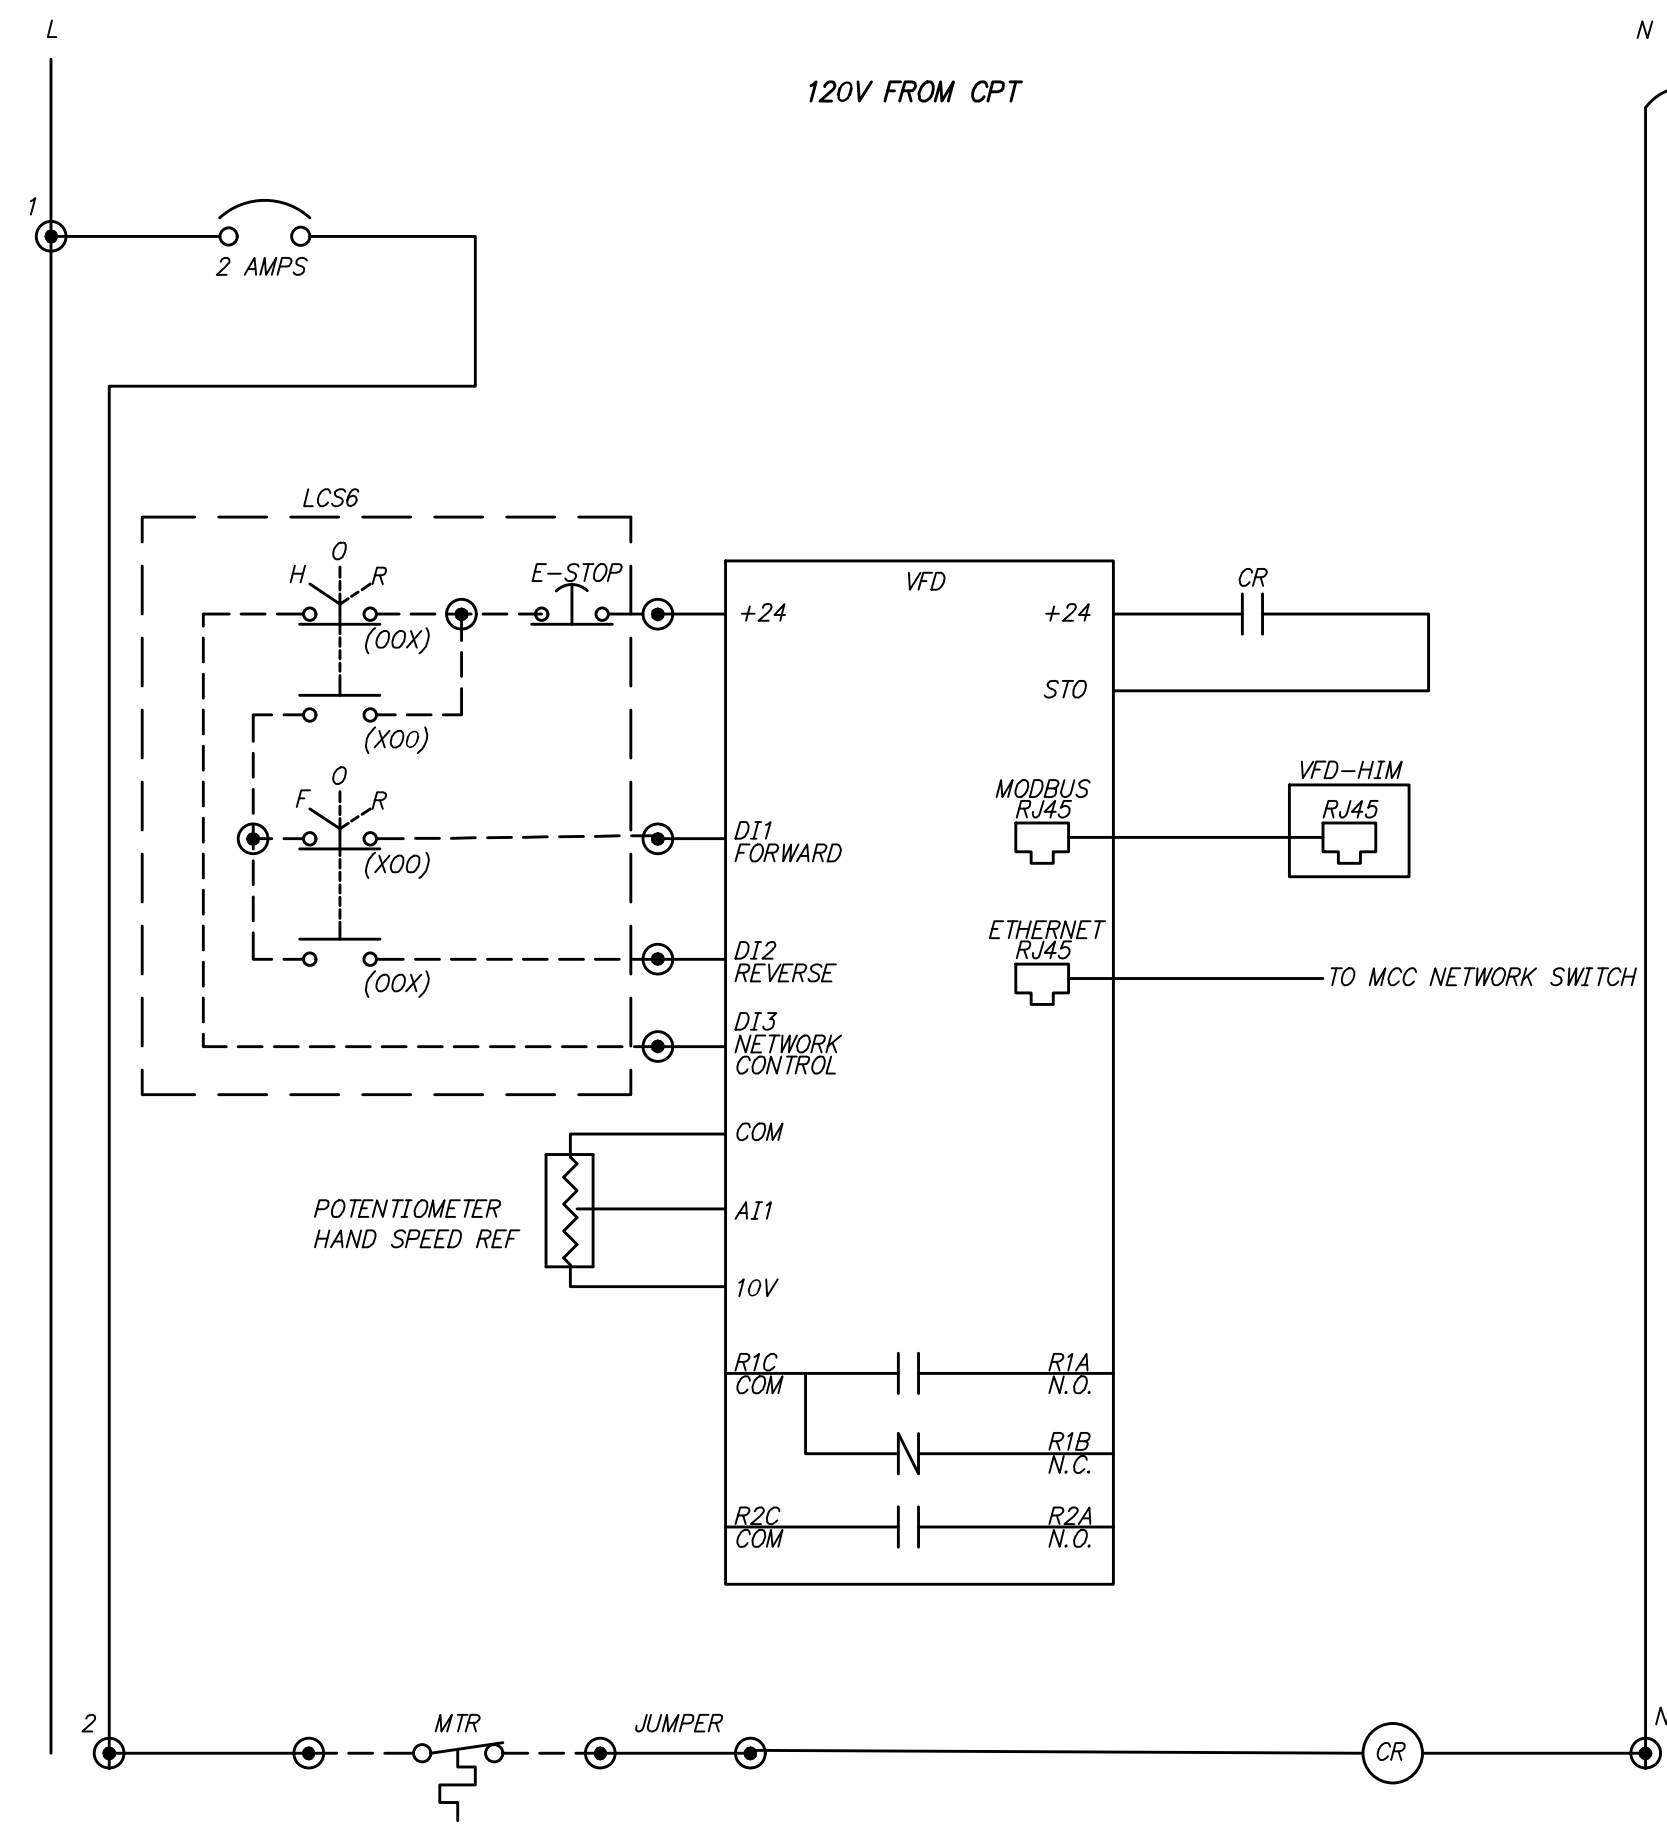 L
N
120V FROM CPT
1
2 AMPS
LCS6
O
H
R
E-STOP
(OOX)
(XOO)
O
F
R
(XOO)
(OOX)
VFD
+24
+24
CR
STO
VFD-HIM
MODBUS
RJ45
RJ45
DI1
FORWARD
ETHERNET
RJ45
TO MCC NETWORK SWITCH
DI2
REVERSE
DI3
NETWORK
CONTROL
COM
POTENTIOMETER
HAND SPEED REF
AI1
10V
R1C
COM
R1A
N.O.
R1B
N.C.
R2C
COM
R2A
N.O.
2
MTR
JUMPER
CR
N